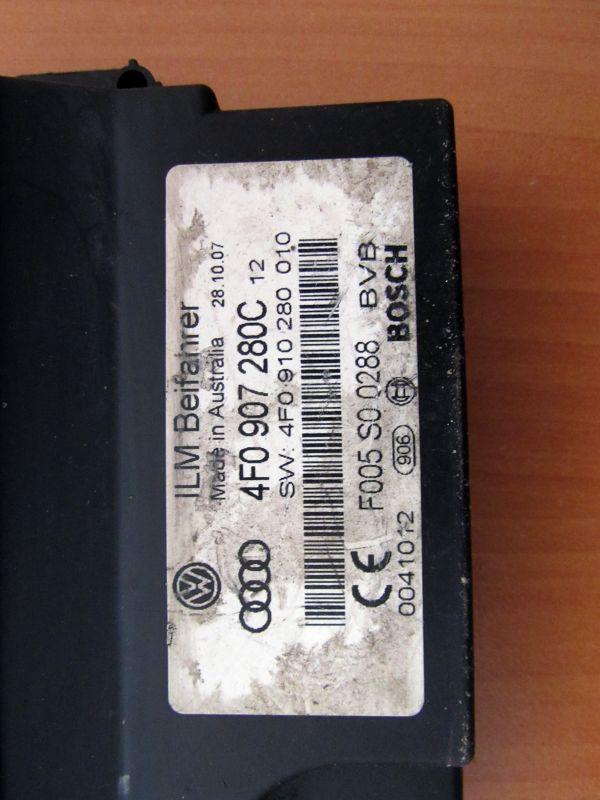 ILM Beifahrer
Made in Australia 28.10.07
4F0 907 280C 12
SW: 4F0 910 280 010
F005 S0 0288 BVB
CE 906 BOSCH
0041012